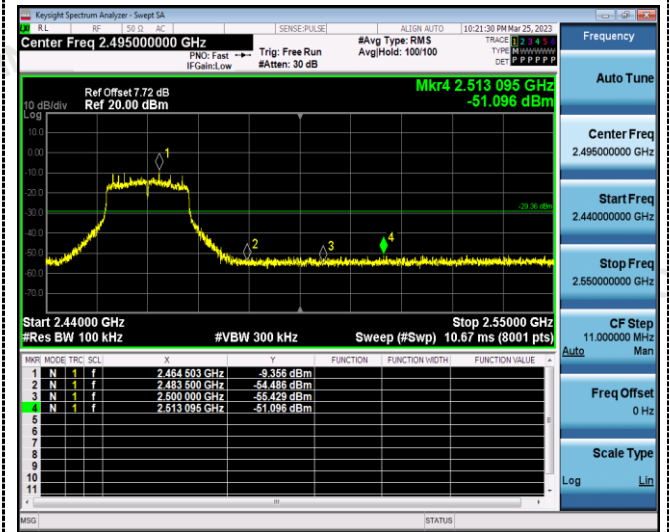 Keysight Spectrum Analyzer - Swept SA
RL RF 50 Ω AC SENSE:PULSE ALIGN AUTO 10:21:30 PM Mar 25, 2023
Center Freq 2.495000000 GHz
PNO: Fast
IFGain:Low
Trig: Free Run
#Atten: 30 dB
#Avg Type: RMS
Avg|Hold: 100/100
TRACE 1 2 3 4 5 6
TYPE M W W W W W
DET P P P P P P
Ref Offset 7.72 dB
Ref 20.00 dBm
10 dB/div
Log
Mkr4 2.513 095 GHz
-51.096 dBm
10.0
0.00
-10.0
-20.0
-30.0
-40.0
-50.0
-60.0
-70.0
1
2
3
4
-29.36 dBm
Start 2.44000 GHz
Stop 2.55000 GHz
#Res BW 100 kHz
#VBW 300 kHz
Sweep (#Swp) 10.67 ms (8001 pts)
MKR MODE TRC SCL X Y FUNCTION FUNCTION WIDTH FUNCTION VALUE
1 N 1 f 2.464 503 GHz -9.356 dBm
2 N 1 f 2.483 500 GHz -54.486 dBm
3 N 1 f 2.500 000 GHz -55.429 dBm
4 N 1 f 2.513 095 GHz -51.096 dBm
5
6
7
8
9
10
11
MSG STATUS
Frequency
Auto Tune
Center Freq
2.495000000 GHz
Start Freq
2.440000000 GHz
Stop Freq
2.550000000 GHz
CF Step
11.000000 MHz
Auto Man
Freq Offset
0 Hz
Scale Type
Log Lin